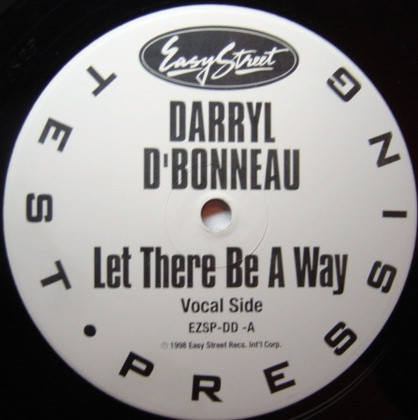 Easy Street
DARRYL
D'BONNEAU
Let There Be A Way
Vocal Side
EZSP-DD -A
℗ 1998 Easy Street Recs. Int'l Corp.
TEST • PRESSING